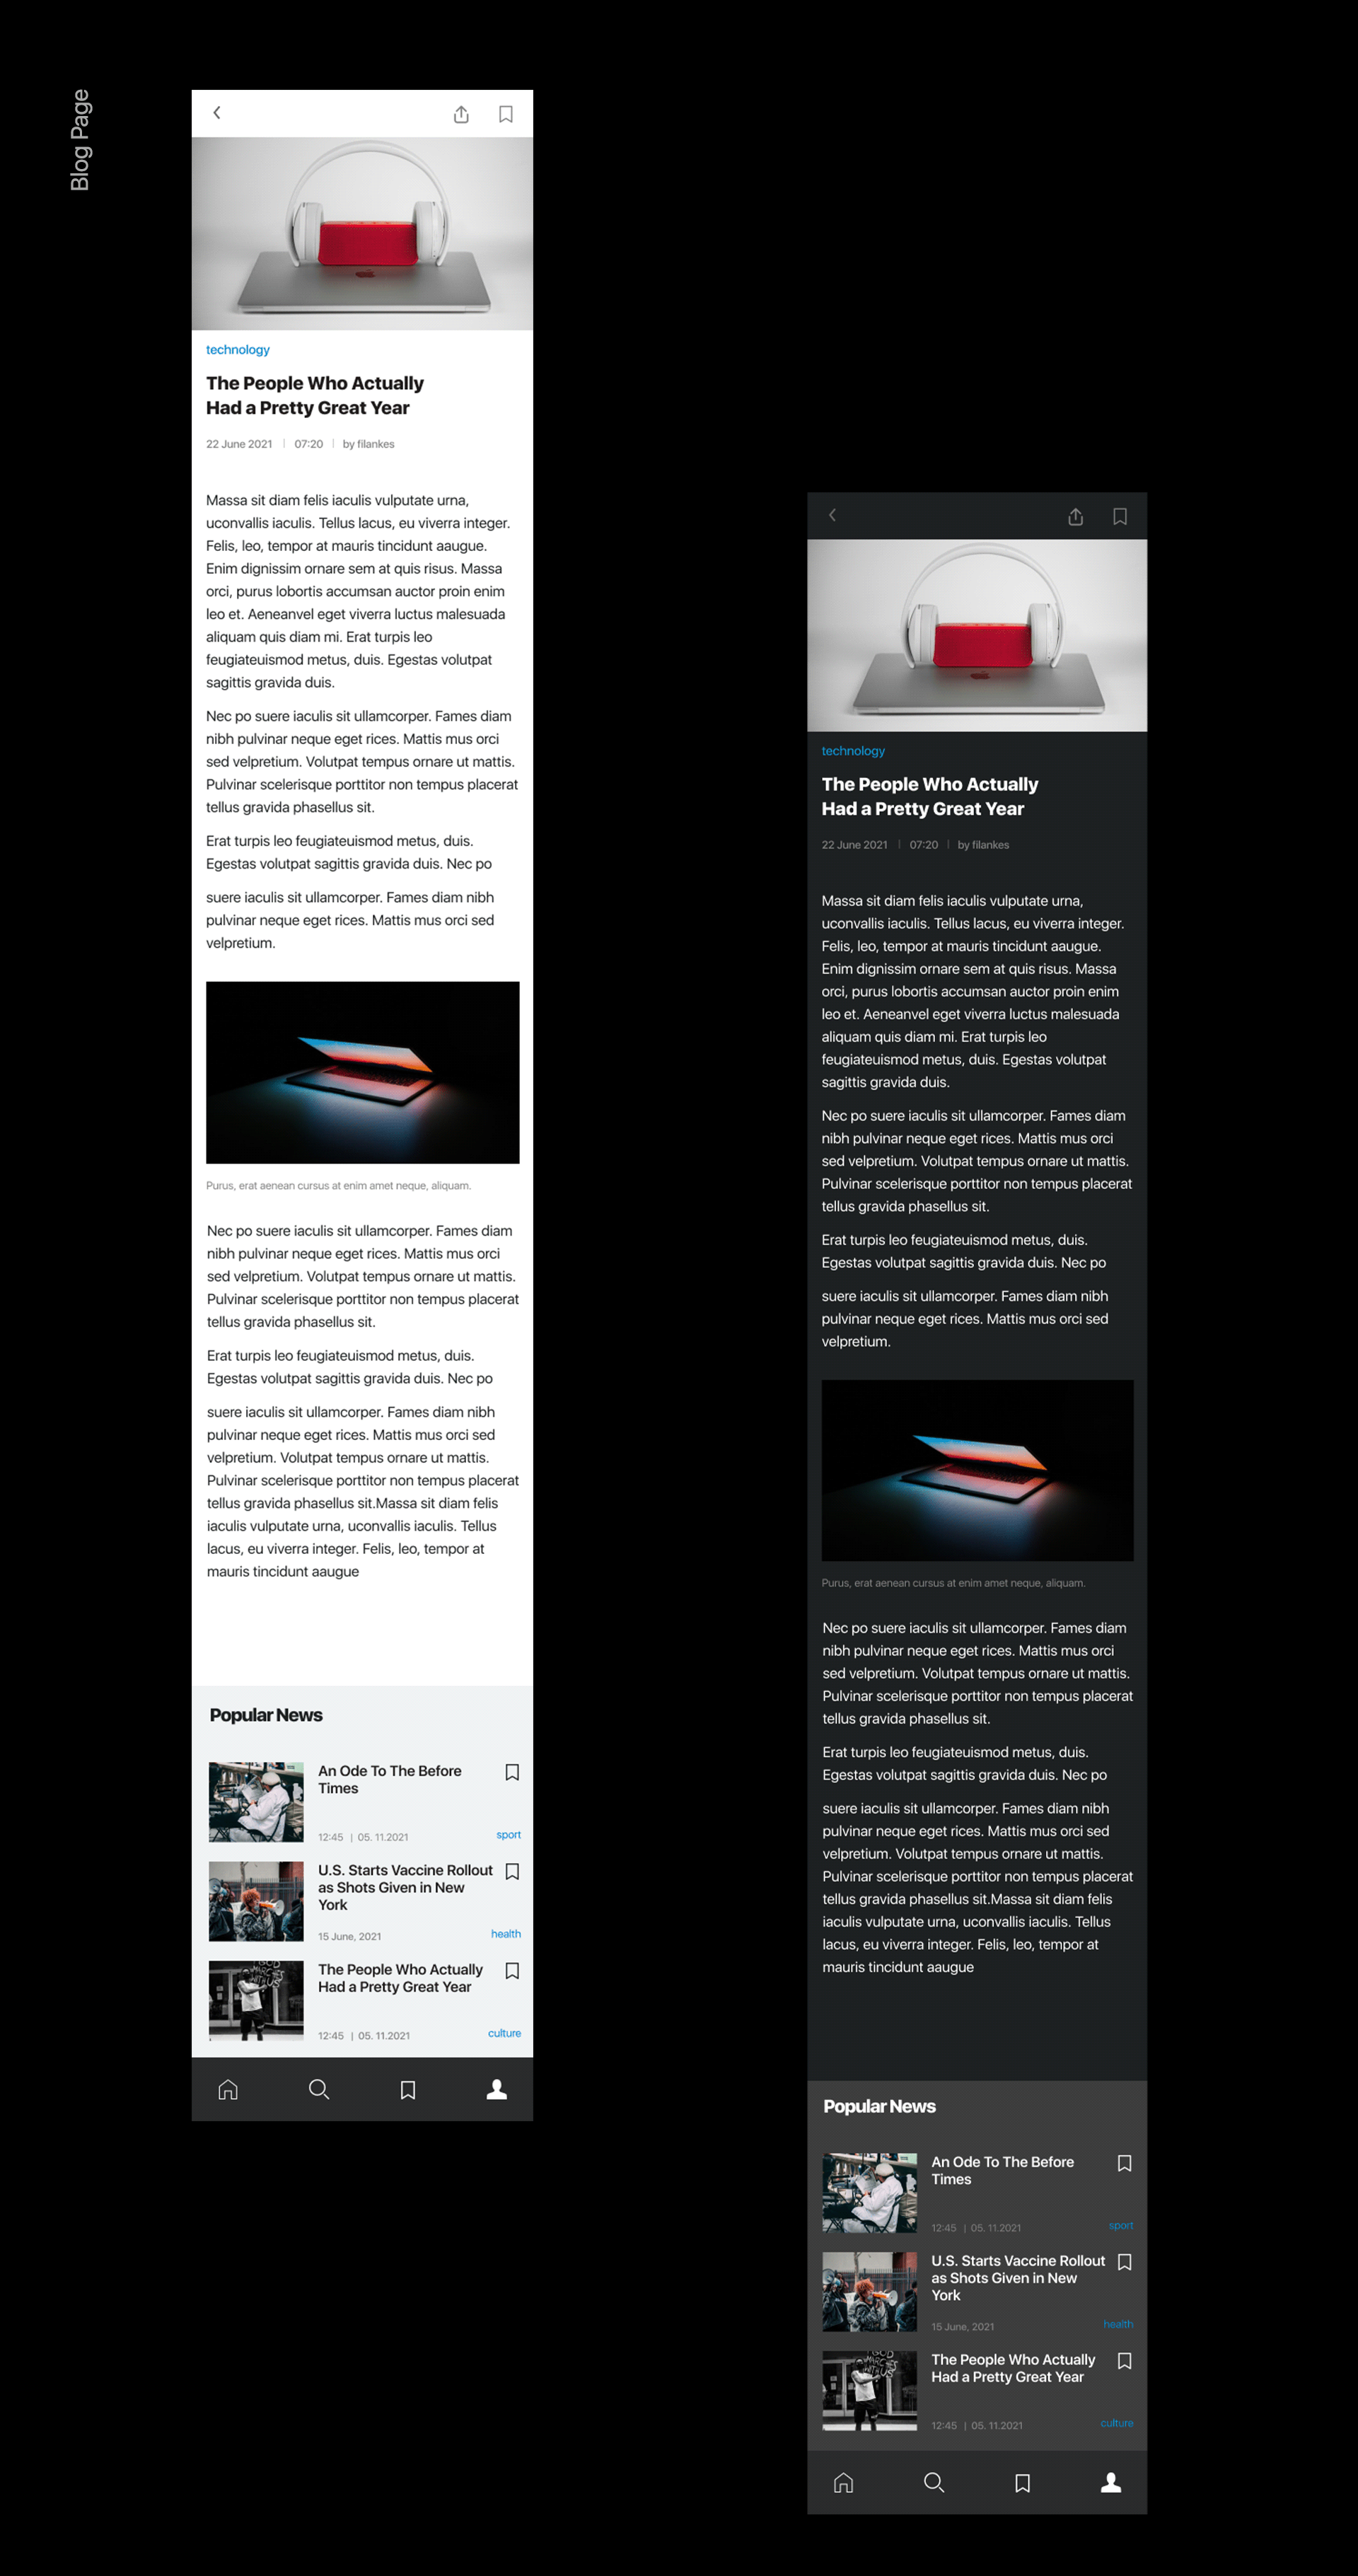 Blog Page
technology
The People Who Actually
Had a Pretty Great Year
22 June 2021 | 07:20 | by filankes
Massa sit diam felis iaculis vulputate urna,
uconvallis iaculis. Tellus lacus, eu viverra integer.
Felis, leo, tempor at mauris tincidunt aaugue.
Enim dignissim ornare sem at quis risus. Massa
orci, purus lobortis accumsan auctor proin enim
leo et. Aeneanvel eget viverra luctus malesuada
aliquam quis diam mi. Erat turpis leo
feugiateuismod metus, duis. Egestas volutpat
sagittis gravida duis.
Nec po suere iaculis sit ullamcorper. Fames diam
nibh pulvinar neque eget rices. Mattis mus orci
sed velpretium. Volutpat tempus ornare ut mattis.
Pulvinar scelerisque porttitor non tempus placerat
tellus gravida phasellus sit.
Erat turpis leo feugiateuismod metus, duis.
Egestas volutpat sagittis gravida duis. Nec po
suere iaculis sit ullamcorper. Fames diam nibh
pulvinar neque eget rices. Mattis mus orci sed
velpretium.
Purus, erat aenean cursus at enim amet neque, aliquam.
Nec po suere iaculis sit ullamcorper. Fames diam
nibh pulvinar neque eget rices. Mattis mus orci
sed velpretium. Volutpat tempus ornare ut mattis.
Pulvinar scelerisque porttitor non tempus placerat
tellus gravida phasellus sit.
Erat turpis leo feugiateuismod metus, duis.
Egestas volutpat sagittis gravida duis. Nec po
suere iaculis sit ullamcorper. Fames diam nibh
pulvinar neque eget rices. Mattis mus orci sed
velpretium. Volutpat tempus ornare ut mattis.
Pulvinar scelerisque porttitor non tempus placerat
tellus gravida phasellus sit.Massa sit diam felis
iaculis vulputate urna, uconvallis iaculis. Tellus
lacus, eu viverra integer. Felis, leo, tempor at
mauris tincidunt aaugue
Popular News
An Ode To The Before
Times
12:45 | 05. 11.2021
sport
U.S. Starts Vaccine Rollout
as Shots Given in New
York
15 June, 2021
health
The People Who Actually
Had a Pretty Great Year
12:45 | 05. 11.2021
culture
technology
The People Who Actually
Had a Pretty Great Year
22 June 2021 | 07:20 | by filankes
Massa sit diam felis iaculis vulputate urna,
uconvallis iaculis. Tellus lacus, eu viverra integer.
Felis, leo, tempor at mauris tincidunt aaugue.
Enim dignissim ornare sem at quis risus. Massa
orci, purus lobortis accumsan auctor proin enim
leo et. Aeneanvel eget viverra luctus malesuada
aliquam quis diam mi. Erat turpis leo
feugiateuismod metus, duis. Egestas volutpat
sagittis gravida duis.
Nec po suere iaculis sit ullamcorper. Fames diam
nibh pulvinar neque eget rices. Mattis mus orci
sed velpretium. Volutpat tempus ornare ut mattis.
Pulvinar scelerisque porttitor non tempus placerat
tellus gravida phasellus sit.
Erat turpis leo feugiateuismod metus, duis.
Egestas volutpat sagittis gravida duis. Nec po
suere iaculis sit ullamcorper. Fames diam nibh
pulvinar neque eget rices. Mattis mus orci sed
velpretium.
Purus, erat aenean cursus at enim amet neque, aliquam.
Nec po suere iaculis sit ullamcorper. Fames diam
nibh pulvinar neque eget rices. Mattis mus orci
sed velpretium. Volutpat tempus ornare ut mattis.
Pulvinar scelerisque porttitor non tempus placerat
tellus gravida phasellus sit.
Erat turpis leo feugiateuismod metus, duis.
Egestas volutpat sagittis gravida duis. Nec po
suere iaculis sit ullamcorper. Fames diam nibh
pulvinar neque eget rices. Mattis mus orci sed
velpretium. Volutpat tempus ornare ut mattis.
Pulvinar scelerisque porttitor non tempus placerat
tellus gravida phasellus sit.Massa sit diam felis
iaculis vulputate urna, uconvallis iaculis. Tellus
lacus, eu viverra integer. Felis, leo, tempor at
mauris tincidunt aaugue
Popular News
An Ode To The Before
Times
12:45 | 05. 11.2021
sport
U.S. Starts Vaccine Rollout
as Shots Given in New
York
15 June, 2021
health
The People Who Actually
Had a Pretty Great Year
12:45 | 05. 11.2021
culture